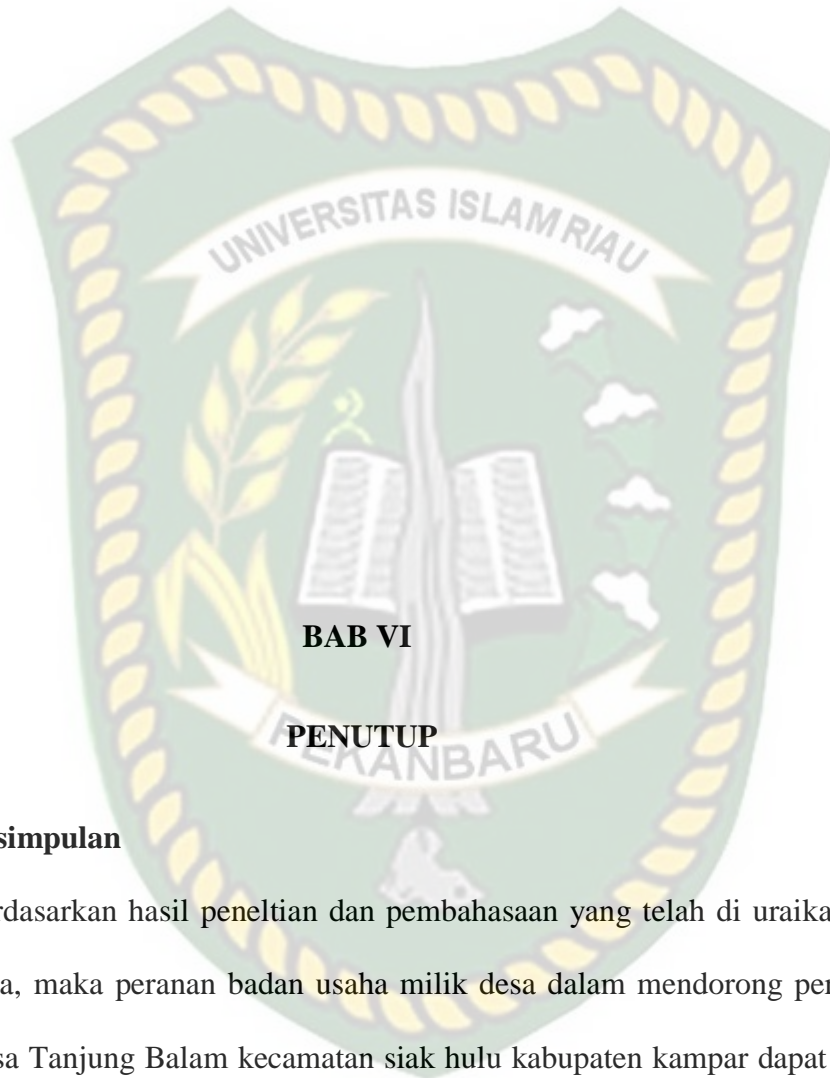 UNIVERSITAS ISLAM RIAU
BAB VI
PENUTUP
PEKANBARU
simpulan
rdasarkan hasil peneltian dan pembahasaan yang telah di uraika
a, maka peranan badan usaha milik desa dalam mendorong per
sa Tanjung Balam kecamatan siak hulu kabupaten kampar dapat